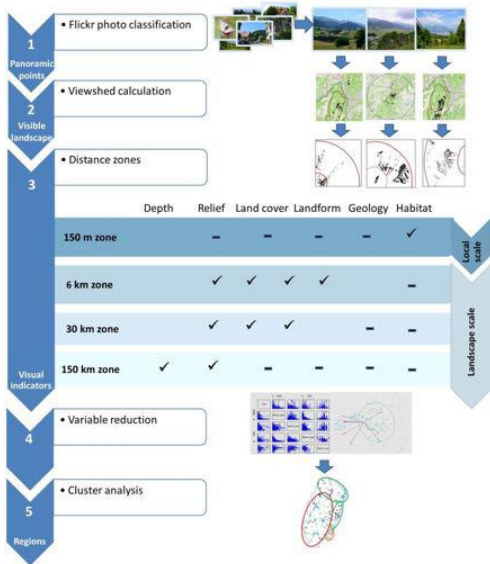 1
Panoramic
points
• Flickr photo classification
2
Visible
landscape
• Viewshed calculation
3
• Distance zones
Depth Relief Land cover Landform Geology Habitat
150 m zone - - - - ✓
6 km zone ✓ ✓ ✓ ✓ -
30 km zone ✓ ✓ ✓ - -
150 km zone ✓ ✓ - - - -
Local
scale
Landscape scale
Visual
indicators
4
• Variable reduction
5
Regions
• Cluster analysis